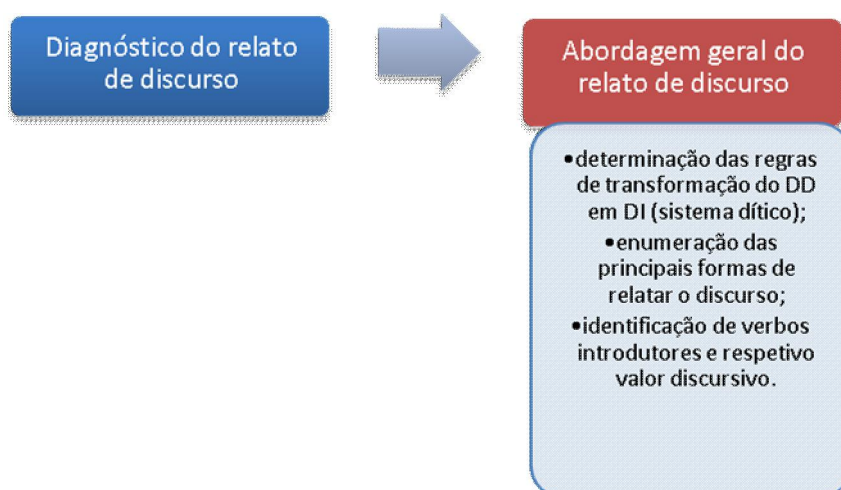 Diagnóstico do relato
de discurso
Abordagem geral do
relato de discurso
•determinação das regras
de transformação do DD
em DI (sistema dítico);
•enumeração das
principais formas de
relatar o discurso;
•identificação de verbos
introdutores e respetivo
valor discursivo.